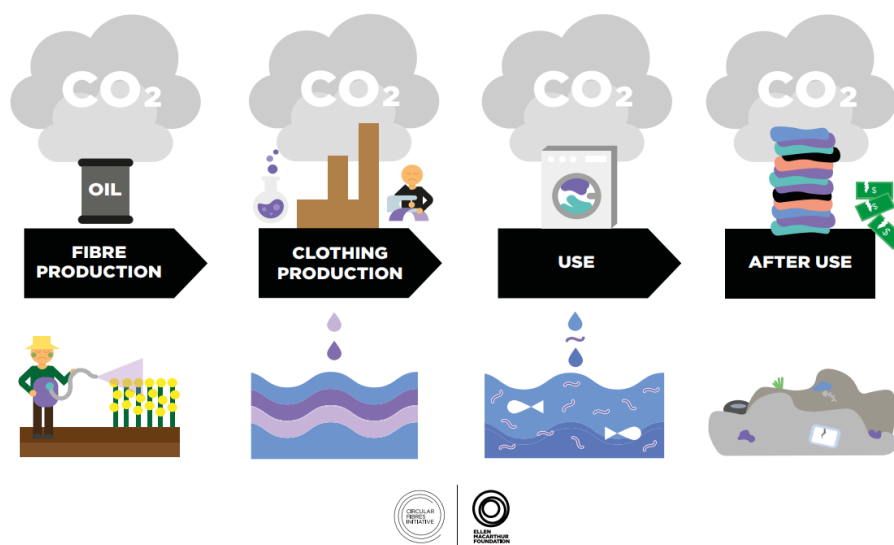 CO₂
CO₂
CO₂
CO₂
OIL
$
$
$
FIBRE
PRODUCTION
CLOTHING
PRODUCTION
USE
AFTER USE
CIRCULAR
FIBRES
INITIATIVE
ELLEN
MACARTHUR
FOUNDATION